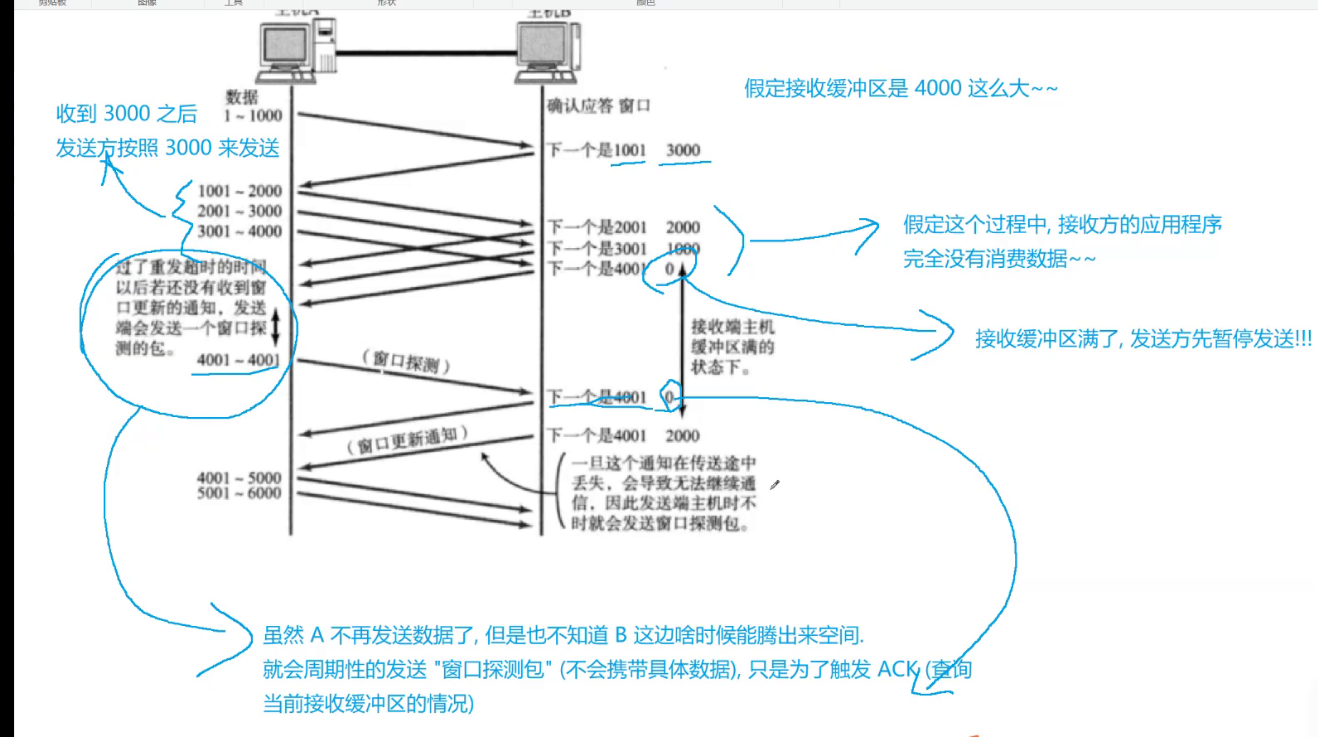 剪贴板 图像 工具 形状 颜色
主机A 主机B
假定接收缓冲区是 4000 这么大~~
数据
1～1000
确认应答 窗口
收到 3000 之后
发送方按照 3000 来发送
下一个是1001 3000
1001～2000
2001～3000
3001～4000
下一个是2001 2000
下一个是3001 1000
下一个是4001 0
假定这个过程中, 接收方的应用程序
完全没有消费数据~~
过了重发超时的时间
以后若还没有收到窗
口更新的通知，发送
端会发送一个窗口探
测的包。
接收端主机
缓冲区满的
状态下。
接收缓冲区满了, 发送方先暂停发送!!!
4001～4001
（窗口探测）
下一个是4001 0
（窗口更新通知）
下一个是4001 2000
4001～5000
5001～6000
一旦这个通知在传送途中
丢失，会导致无法继续通
信，因此发送端主机时不
时就会发送窗口探测包。
虽然 A 不再发送数据了, 但是也不知道 B 这边啥时候能腾出来空间.
就会周期性的发送 "窗口探测包" (不会携带具体数据), 只是为了触发 ACK (查询
当前接收缓冲区的情况)